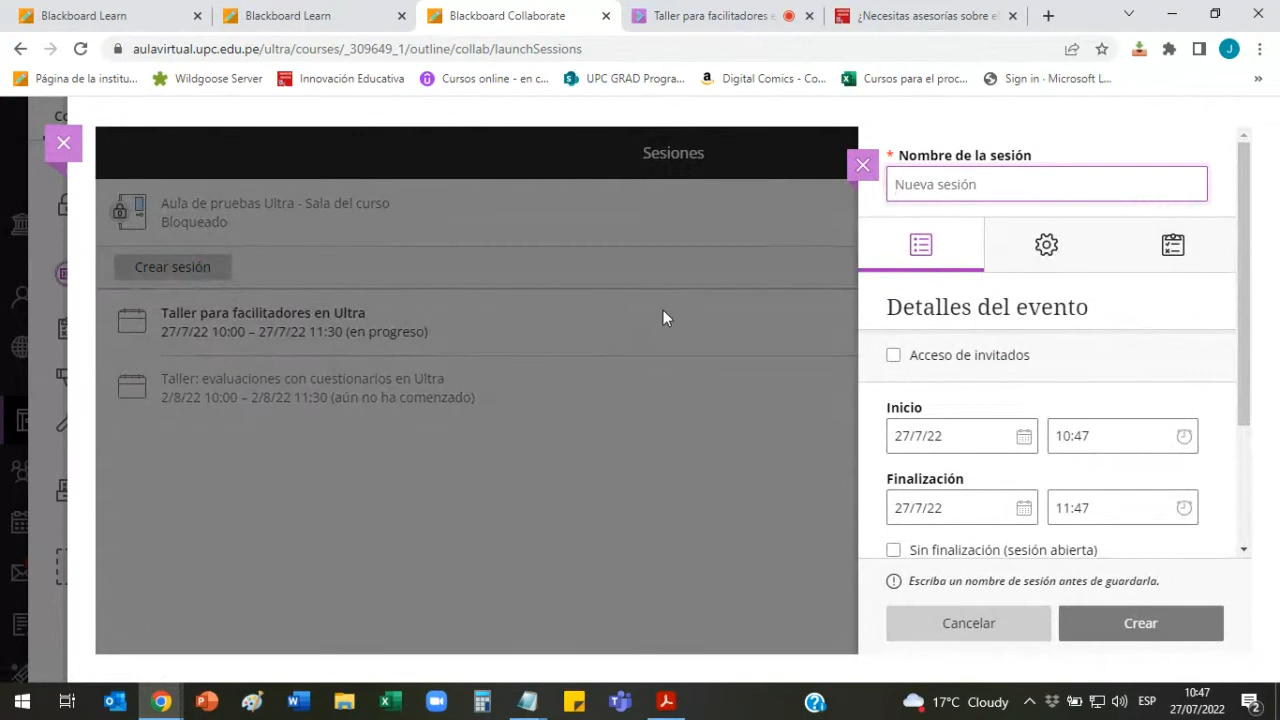 Blackboard Learn
Blackboard Learn
Blackboard Collaborate
Taller para facilitadores e
¿Necesitas asesorías sobre el
aulavirtual.upc.edu.pe/ultra/courses/_309649_1/outline/collab/launchSessions
J
Página de la institu...
Wildgoose Server
Innovación Educativa
Cursos online - en c...
UPC GRAD Progra...
Digital Comics - Co...
Cursos para el proc...
Sign in · Microsoft L...
Co
Sesiones
Aula de pruebas Ultra - Sala del curso
Bloqueado
Crear sesión
Taller para facilitadores en Ultra
27/7/22 10:00 – 27/7/22 11:30 (en progreso)
Taller: evaluaciones con cuestionarios en Ultra
2/8/22 10:00 – 2/8/22 11:30 (aún no ha comenzado)
* Nombre de la sesión
Nueva sesión
Detalles del evento
Acceso de invitados
Inicio
27/7/22
10:47
Finalización
27/7/22
11:47
Sin finalización (sesión abierta)
Escriba un nombre de sesión antes de guardarla.
Cancelar
Crear
17°C Cloudy
ESP
10:47
27/07/2022
2